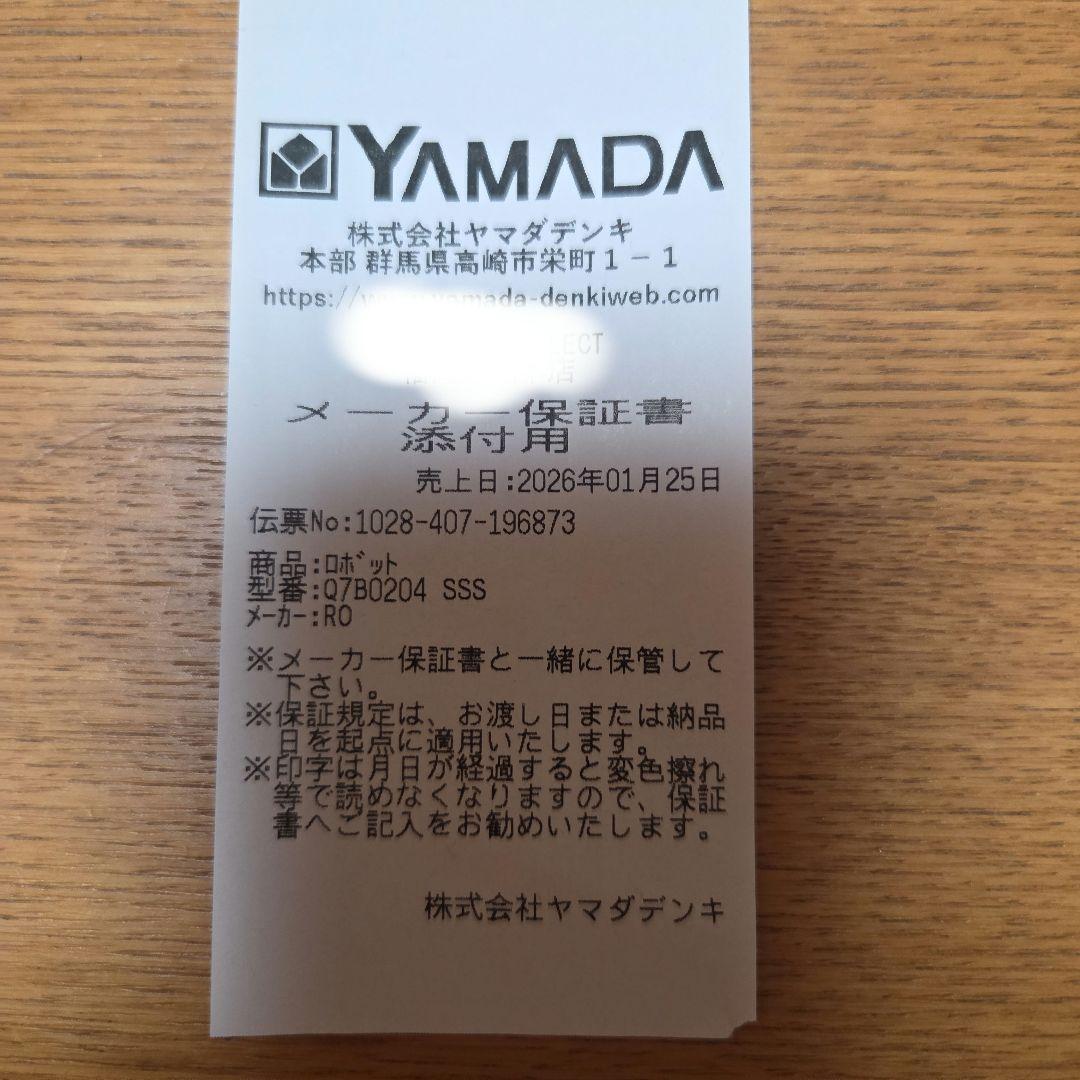 YAMADA
株式会社ヤマダデンキ
本部 群馬県高崎市栄町1-1
https://www.yamada-denkiweb.com
LECT
店
メーカー保証書
添付用
売上日:2026年01月25日
伝票No:1028-407-196873
商品:ﾛﾎﾞｯﾄ
型番:Q7B0204 SSS
ﾒｰｶｰ:RO
※メーカー保証書と一緒に保管して
下さい。
※保証規定は、お渡し日または納品
日を起点に適用いたします。
※印字は月日が経過すると変色擦れ
等で読めなくなりますので、保証
書へご記入をお勧めいたします。
株式会社ヤマダデンキ